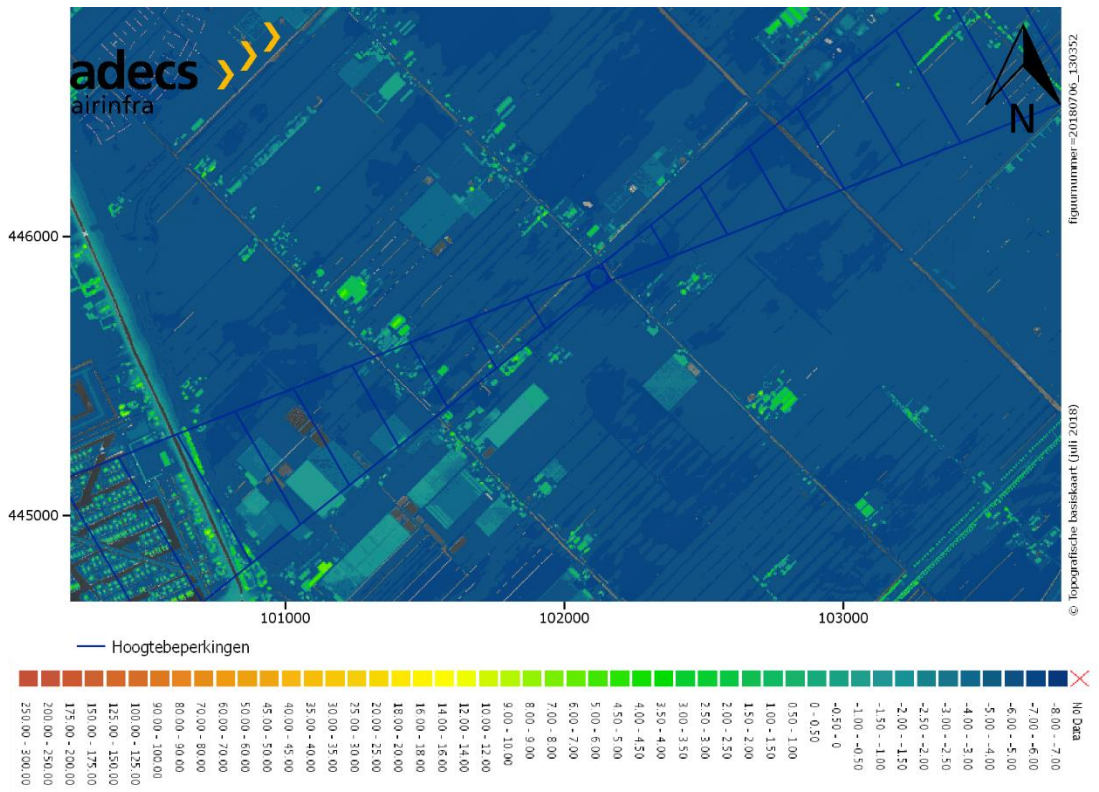 adecs
airinfra
N
figuurnummer=20180706_130352
446000
445000
© Topografische basiskaart (juli 2018)
101000
102000
103000
Hoogtebeperkingen
250.00 - 300.00
200.00 - 250.00
175.00 - 200.00
150.00 - 175.00
125.00 - 150.00
100.00 - 125.00
90.00 - 100.00
80.00 - 90.00
70.00 - 80.00
60.00 - 70.00
50.00 - 60.00
45.00 - 50.00
40.00 - 45.00
35.00 - 40.00
30.00 - 35.00
25.00 - 30.00
20.00 - 25.00
18.00 - 20.00
16.00 - 18.00
14.00 - 16.00
12.00 - 14.00
10.00 - 12.00
9.00 - 10.00
8.00 - 9.00
7.00 - 8.00
6.00 - 7.00
5.00 - 6.00
4.50 - 5.00
4.00 - 4.50
3.50 - 4.00
3.00 - 3.50
2.50 - 3.00
2.00 - 2.50
1.50 - 2.00
1.00 - 1.50
0.50 - 1.00
0 - 0.50
-0.50 - 0
-1.00 - -0.50
-1.50 - -1.00
-2.00 - -1.50
-2.50 - -2.00
-3.00 - -2.50
-4.00 - -3.00
-5.00 - -4.00
-6.00 - -5.00
-7.00 - -6.00
-8.00 - -7.00
No Data